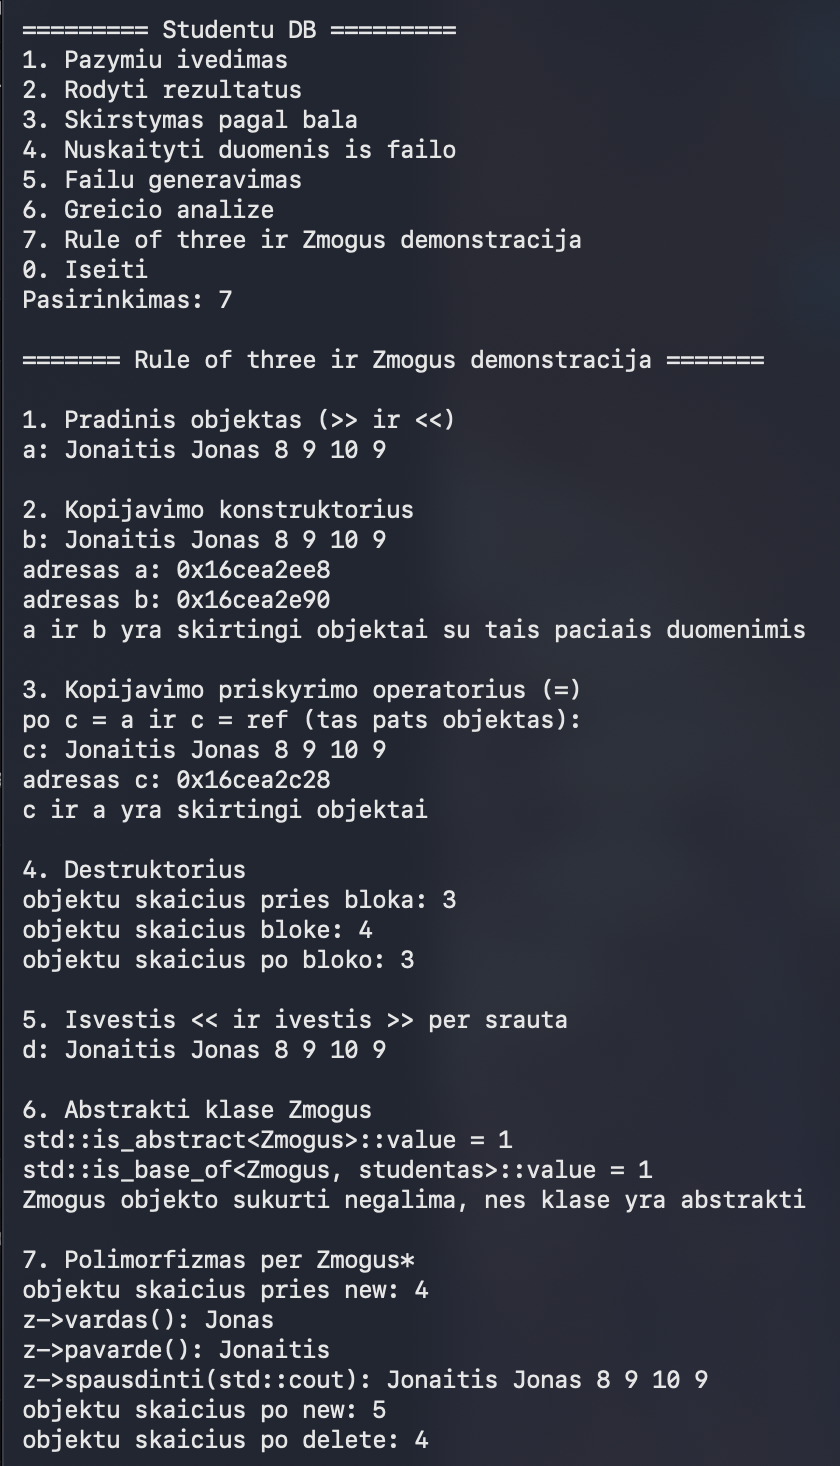 ========= Studentu DB =========
1. Pazymiu ivedimas
2. Rodyti rezultatus
3. Skirstymas pagal bala
4. Nuskaityti duomenis is failo
5. Failu generavimas
6. Greicio analize
7. Rule of three ir Zmogus demonstracija
0. Iseiti
Pasirinkimas: 7

======= Rule of three ir Zmogus demonstracija =======

1. Pradinis objektas (>> ir <<)
a: Jonaitis Jonas 8 9 10 9

2. Kopijavimo konstruktorius
b: Jonaitis Jonas 8 9 10 9
adresas a: 0x16cea2ee8
adresas b: 0x16cea2e90
a ir b yra skirtingi objektai su tais paciais duomenimis

3. Kopijavimo priskyrimo operatorius (=)
po c = a ir c = ref (tas pats objektas):
c: Jonaitis Jonas 8 9 10 9
adresas c: 0x16cea2c28
c ir a yra skirtingi objektai

4. Destruktorius
objektu skaicius pries bloka: 3
objektu skaicius bloke: 4
objektu skaicius po bloko: 3

5. Isvestis << ir ivestis >> per srauta
d: Jonaitis Jonas 8 9 10 9

6. Abstrakti klase Zmogus
std::is_abstract<Zmogus>::value = 1
std::is_base_of<Zmogus, studentas>::value = 1
Zmogus objekto sukurti negalima, nes klase yra abstrakti

7. Polimorfizmas per Zmogus*
objektu skaicius pries new: 4
z->vardas(): Jonas
z->pavarde(): Jonaitis
z->spausdinti(std::cout): Jonaitis Jonas 8 9 10 9
objektu skaicius po new: 5
objektu skaicius po delete: 4